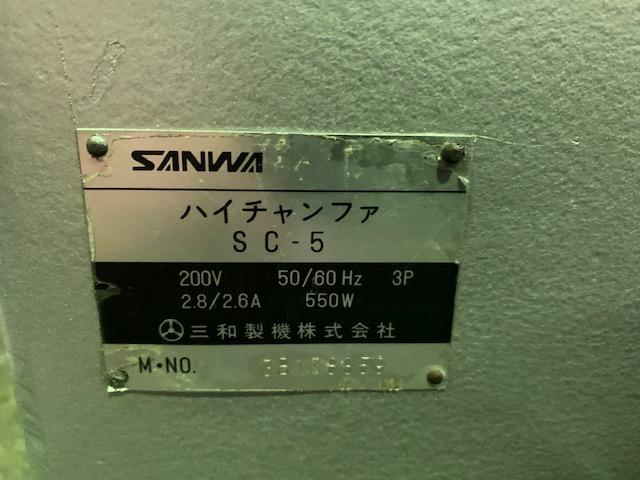 SANWA
ハイチャンファ
SC-5
200V 50/60Hz 3P
2.8/2.6A 550W
三和製機株式会社
M・NO.